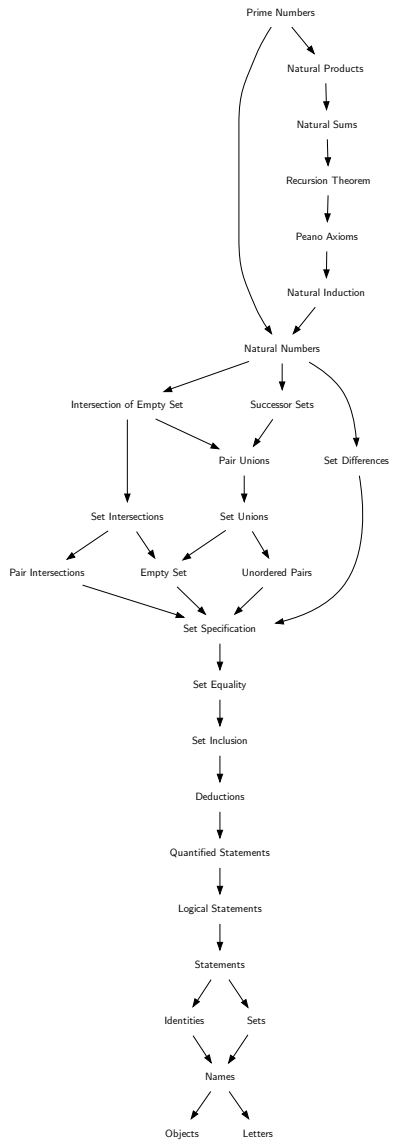 Prime Numbers
Natural Products
Natural Sums
Recursion Theorem
Peano Axioms
Natural Induction
Natural Numbers
Intersection of Empty Set
Successor Sets
Pair Unions
Set Differences
Set Intersections
Set Unions
Pair Intersections
Empty Set
Unordered Pairs
Set Specification
Set Equality
Set Inclusion
Deductions
Quantified Statements
Logical Statements
Statements
Identities
Sets
Names
Objects
Letters